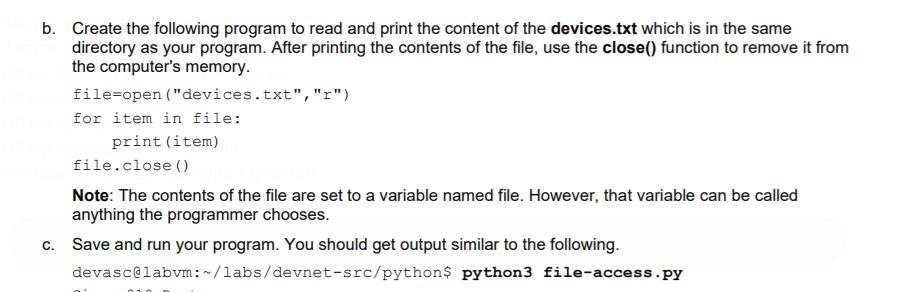 b. Create the following program to read and print the content of the devices.txt which is in the same
directory as your program. After printing the contents of the file, use the close() function to remove it from
the computer's memory.
file=open("devices.txt","r")
for item in file:
    print(item)
file.close()
Note: The contents of the file are set to a variable named file. However, that variable can be called
anything the programmer chooses.
c. Save and run your program. You should get output similar to the following.
devasc@labvm:~/labs/devnet-src/python$ python3 file-access.py